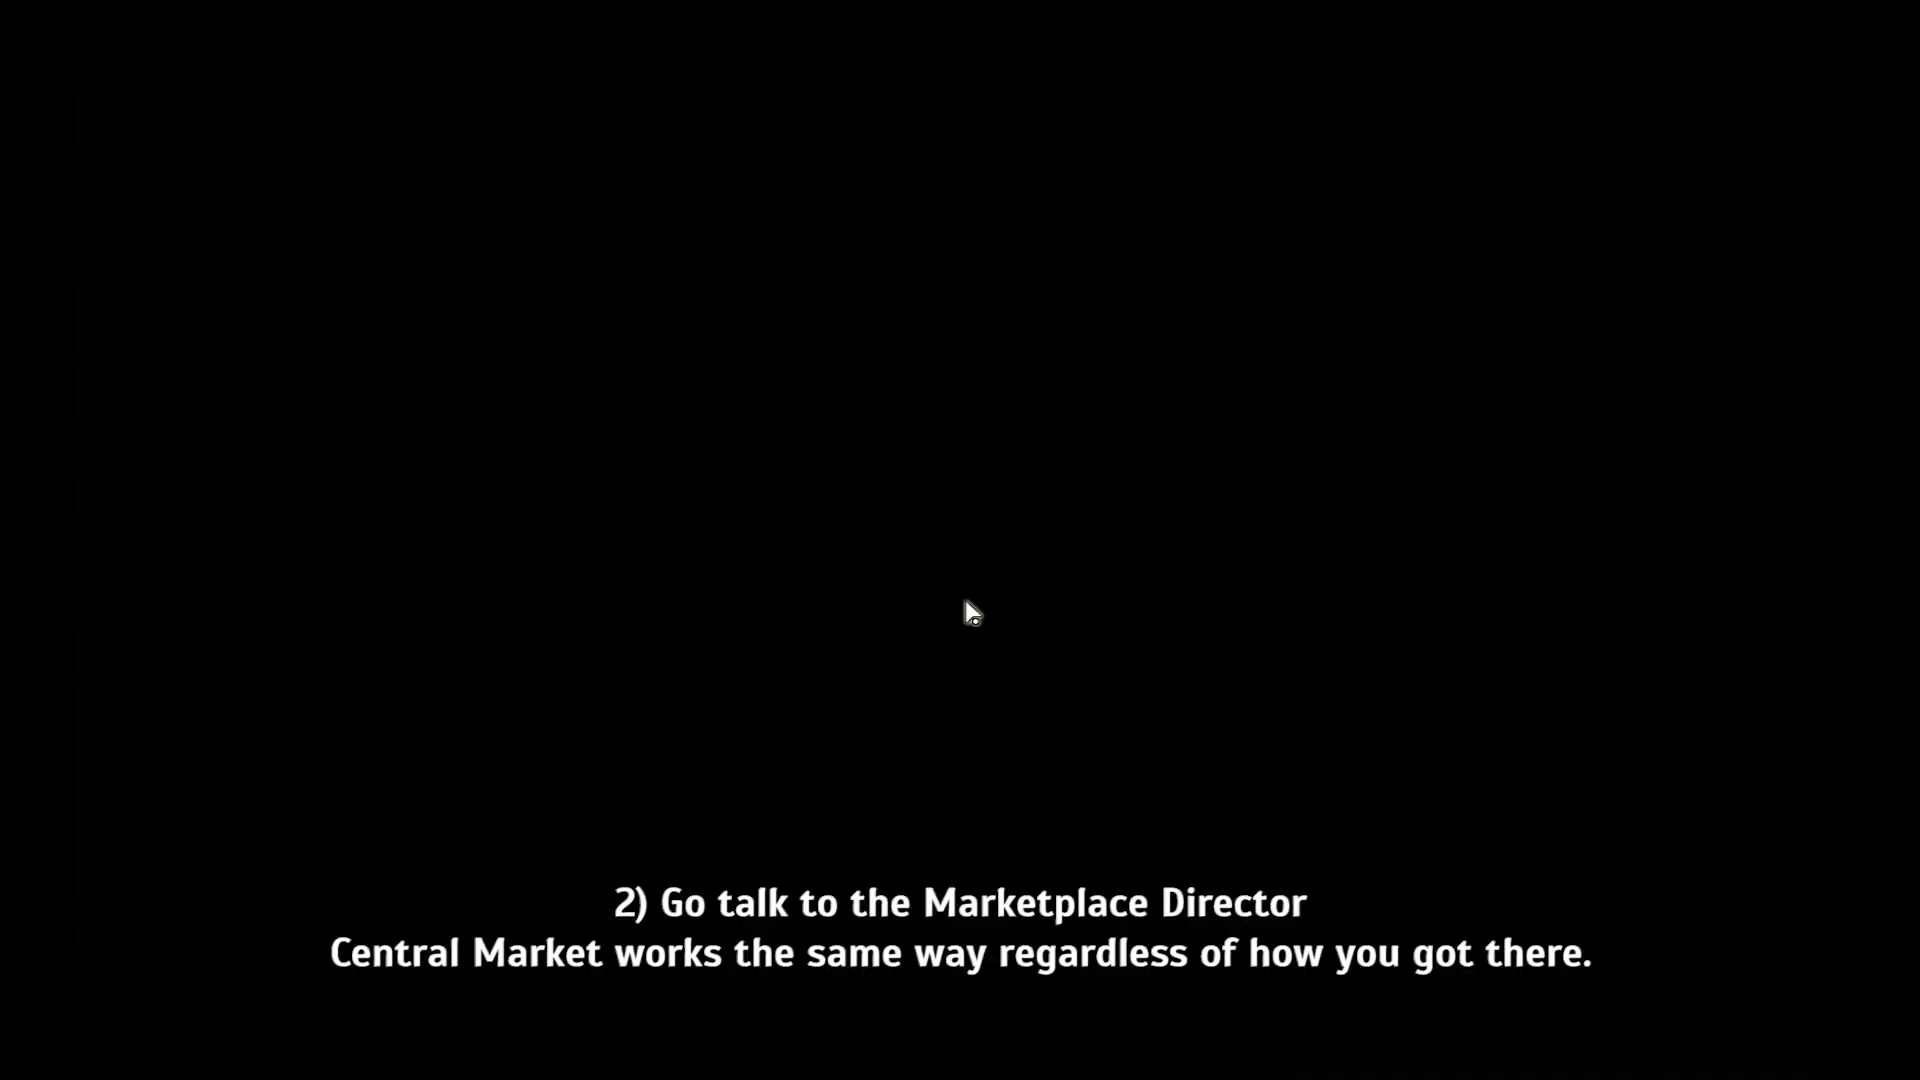 2) Go talk to the Marketplace Director
Central Market works the same way regardless of how you got there.